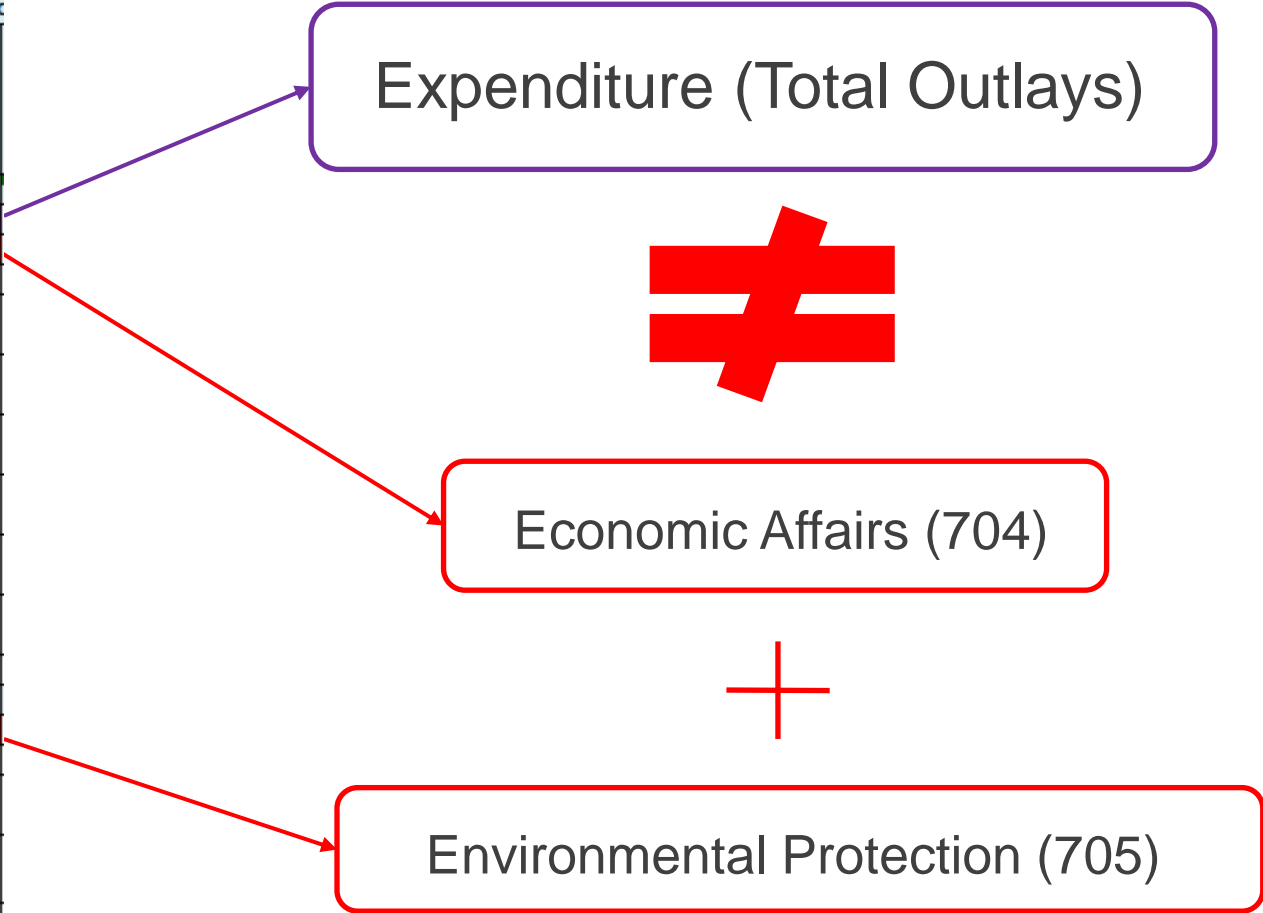 Expenditure (Total Outlays)
≠
Economic Affairs (704)
+
Environmental Protection (705)